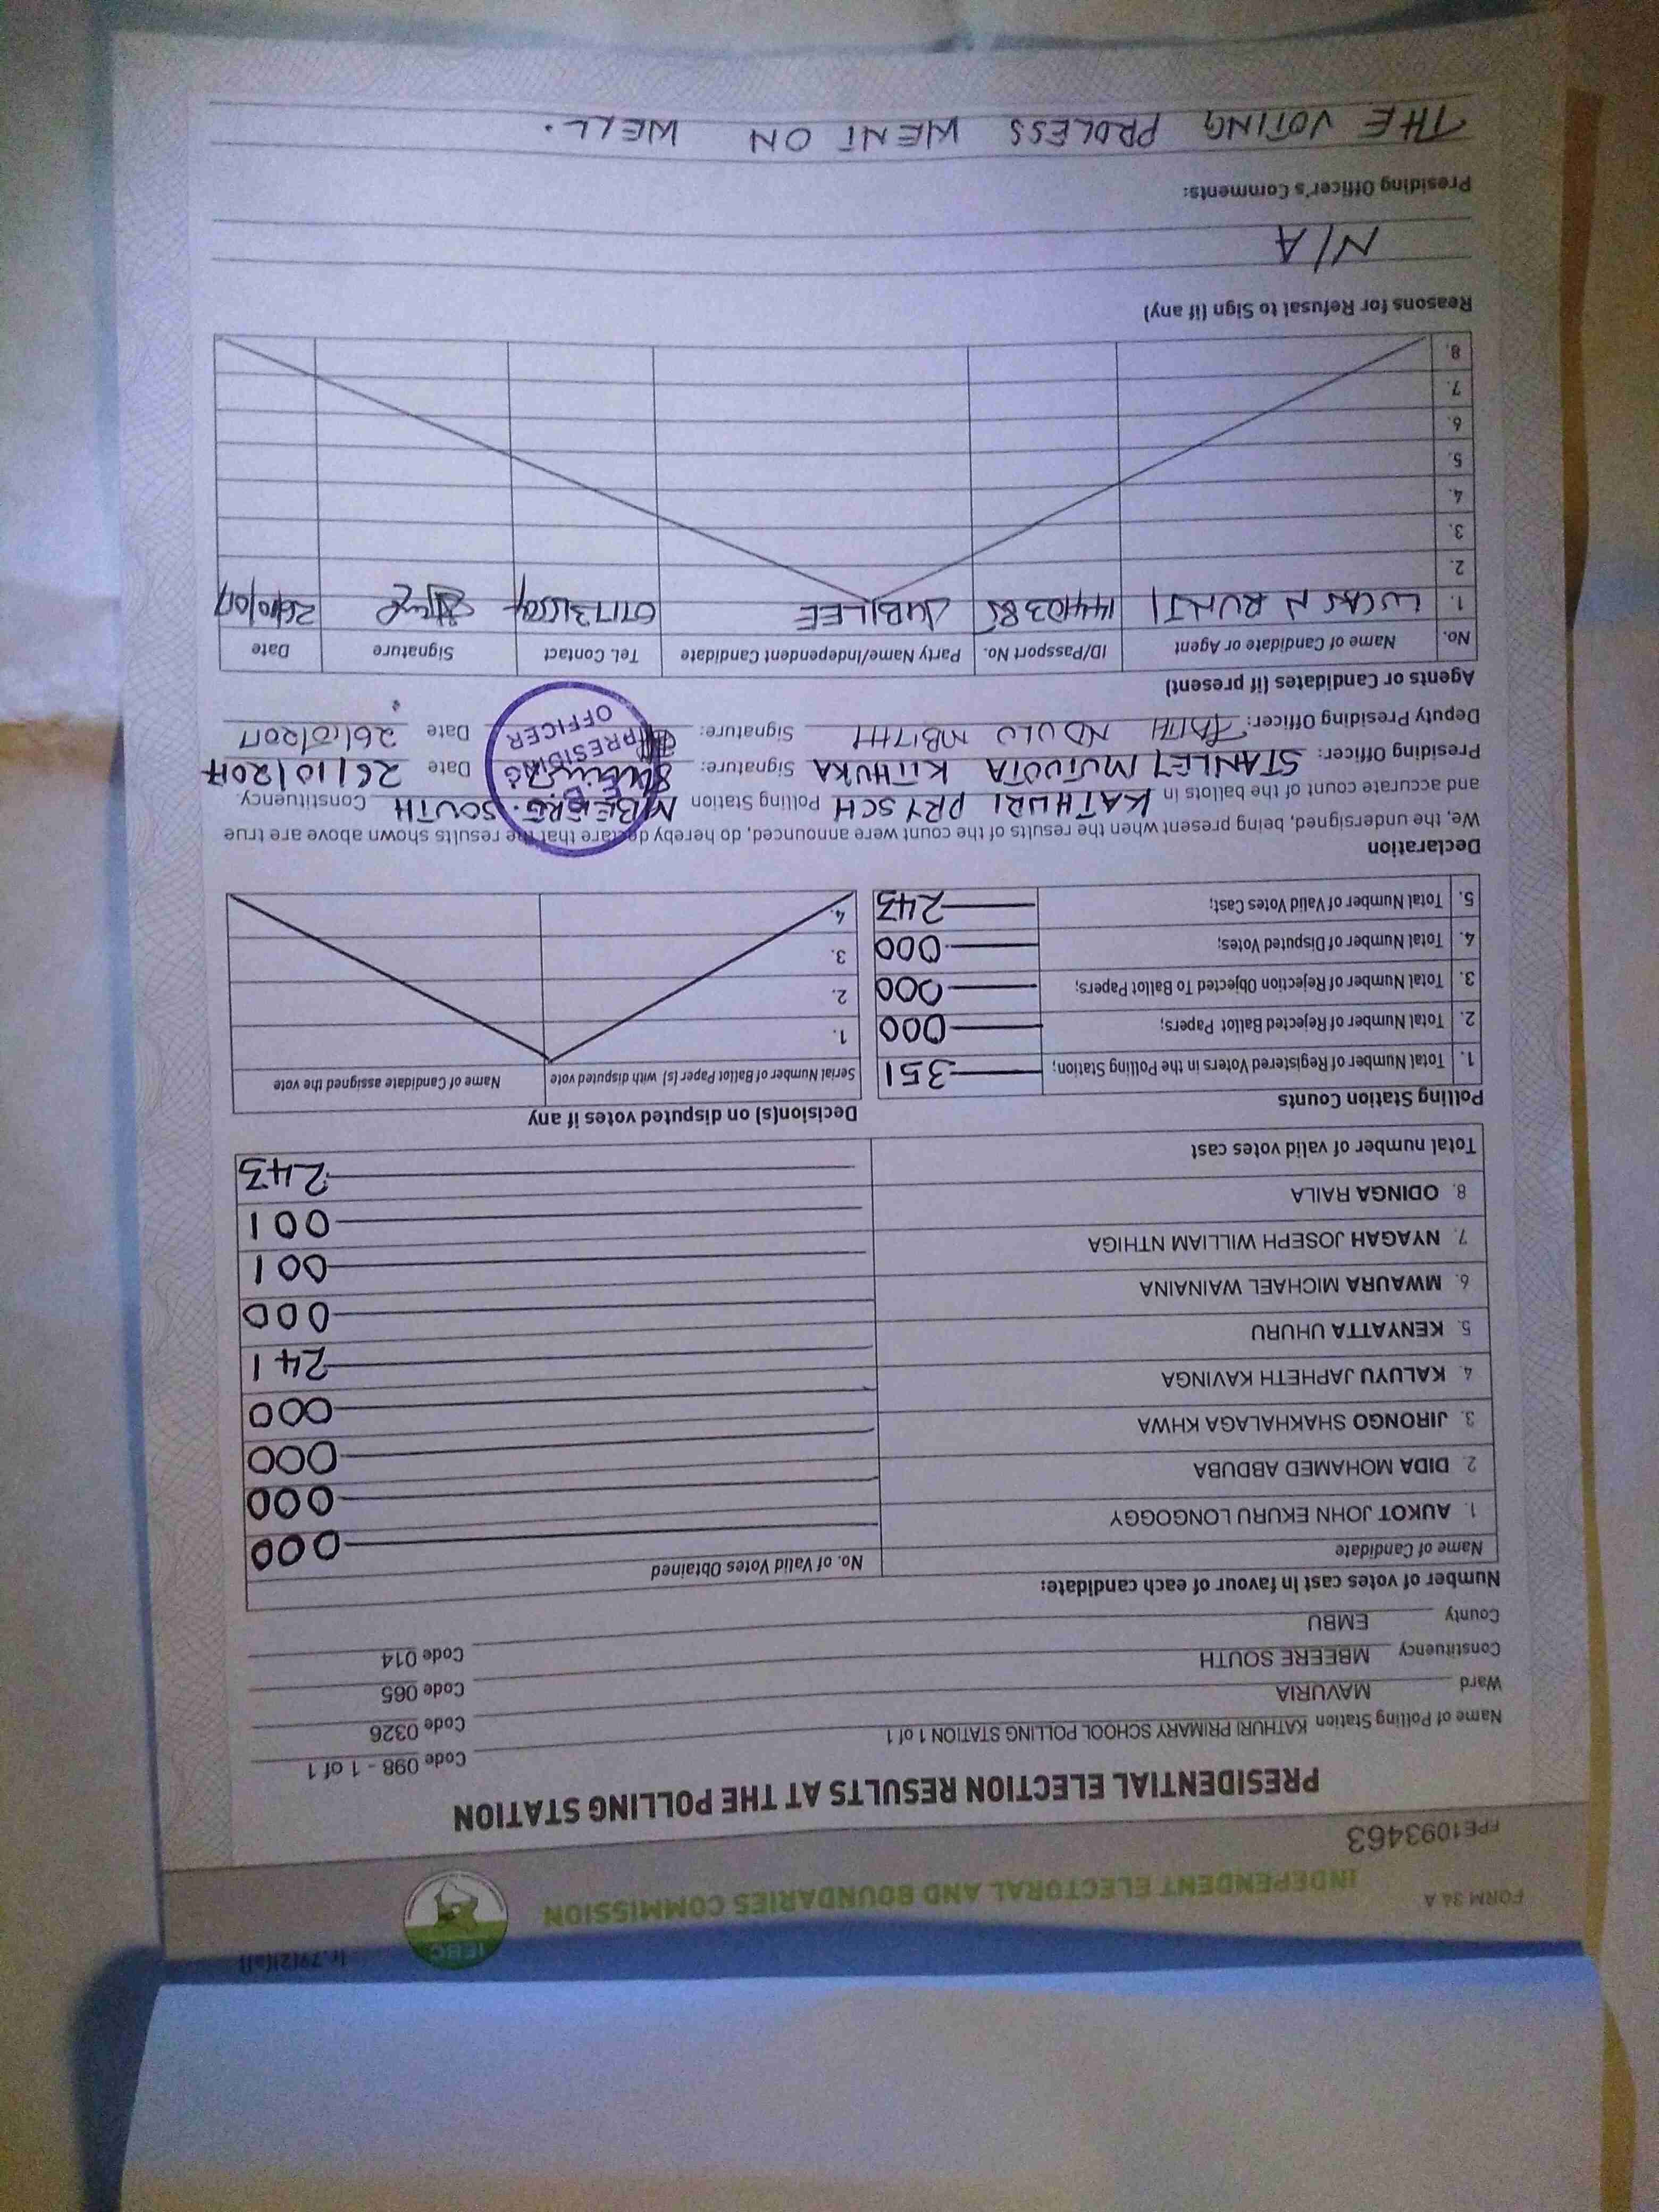 [r.79(2)(a)]
FORM 34 A
INDEPENDENT ELECTORAL AND BOUNDARIES COMMISSION
IEBC
FPE1093463
PRESIDENTIAL ELECTION RESULTS AT THE POLLING STATION
Name of Polling Station KATHURI PRIMARY SCHOOL POLLING STATION 1 of 1 Code 098 - 1 of 1
Ward MAVURIA Code 0326
Constituency MBEERE SOUTH Code 065
County EMBU Code 014
Number of votes cast in favour of each candidate:
Name of Candidate No. of Valid Votes Obtained
1. AUKOT JOHN EKURU LONGOGGY 000
2. DIDA MOHAMED ABDUBA 000
3. JIRONGO SHAKHALAGA KHWA 000
4. KALUYU JAPHETH KAVINGA 000
5. KENYATTA UHURU 241
6. MWAURA MICHAEL WAINAINA 000
7. NYAGAH JOSEPH WILLIAM NTHIGA 001
8. ODINGA RAILA 001
Total number of valid votes cast 243
Polling Station Counts
1. Total Number of Registered Voters in the Polling Station; 351
2. Total Number of Rejected Ballot Papers; 000
3. Total Number of Rejection Objected To Ballot Papers; 000
4. Total Number of Disputed Votes; 000
5. Total Number of Valid Votes Cast; 243
Decision(s) on disputed votes if any
Serial Number of Ballot Paper (s) with disputed vote Name of Candidate assigned the vote
1.
2.
3.
4.
Declaration
We, the undersigned, being present when the results of the count were announced, do hereby declare that the results shown above are true
and accurate count of the ballots in KATHURI PRY SCH Polling Station MBEERE SOUTH Constituency
Presiding Officer: STANLEY MUTUOTA KITHUKA Signature: Date 26/10/2017
Deputy Presiding Officer: FAITH NDULU MBITHI Signature: Date 26/10/2017
PRESIDING OFFICER
Agents or Candidates (if present)
No. Name of Candidate or Agent ID/Passport No. Party Name/Independent Candidate Tel. Contact Signature Date
1. LUCAS N RUNJI JUBILEE 26/10/017
2.
3.
4.
5.
6.
7.
8.
Reasons for Refusal to Sign (if any)
N/A
Presiding Officer's Comments:
THE VOTING PROCESS WENT ON WELL.